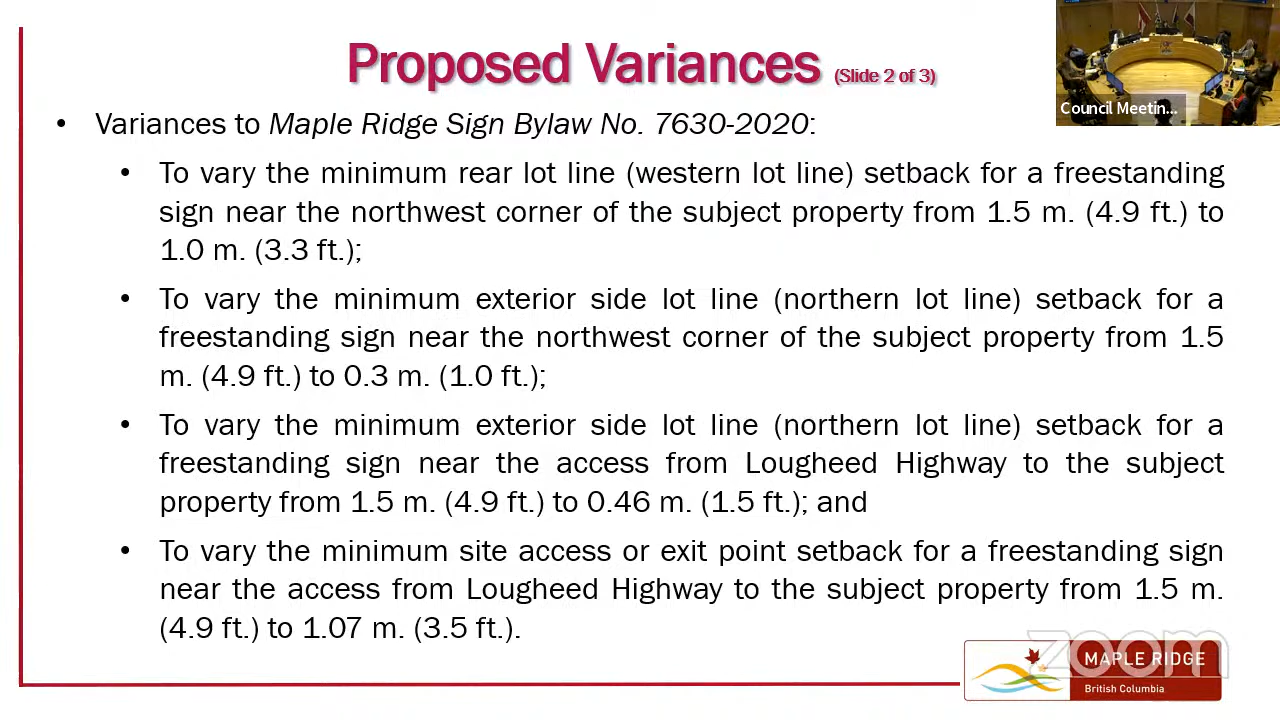 Proposed Variances (Slide 2 of 3)
Council Meetin...
• Variances to Maple Ridge Sign Bylaw No. 7630-2020:
• To vary the minimum rear lot line (western lot line) setback for a freestanding
sign near the northwest corner of the subject property from 1.5 m. (4.9 ft.) to
1.0 m. (3.3 ft.);
• To vary the minimum exterior side lot line (northern lot line) setback for a
freestanding sign near the northwest corner of the subject property from 1.5
m. (4.9 ft.) to 0.3 m. (1.0 ft.);
• To vary the minimum exterior side lot line (northern lot line) setback for a
freestanding sign near the access from Lougheed Highway to the subject
property from 1.5 m. (4.9 ft.) to 0.46 m. (1.5 ft.); and
• To vary the minimum site access or exit point setback for a freestanding sign
near the access from Lougheed Highway to the subject property from 1.5 m.
(4.9 ft.) to 1.07 m. (3.5 ft.).
zoom
MAPLE RIDGE
British Columbia